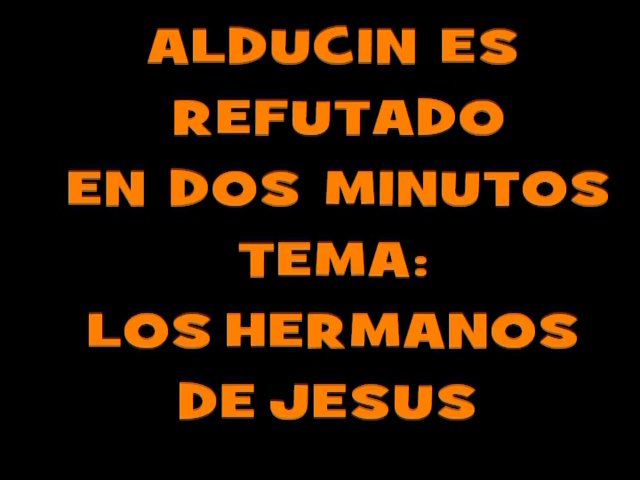 ALDUCIN ES
REFUTADO
EN DOS MINUTOS
TEMA:
LOS HERMANOS
DE JESUS